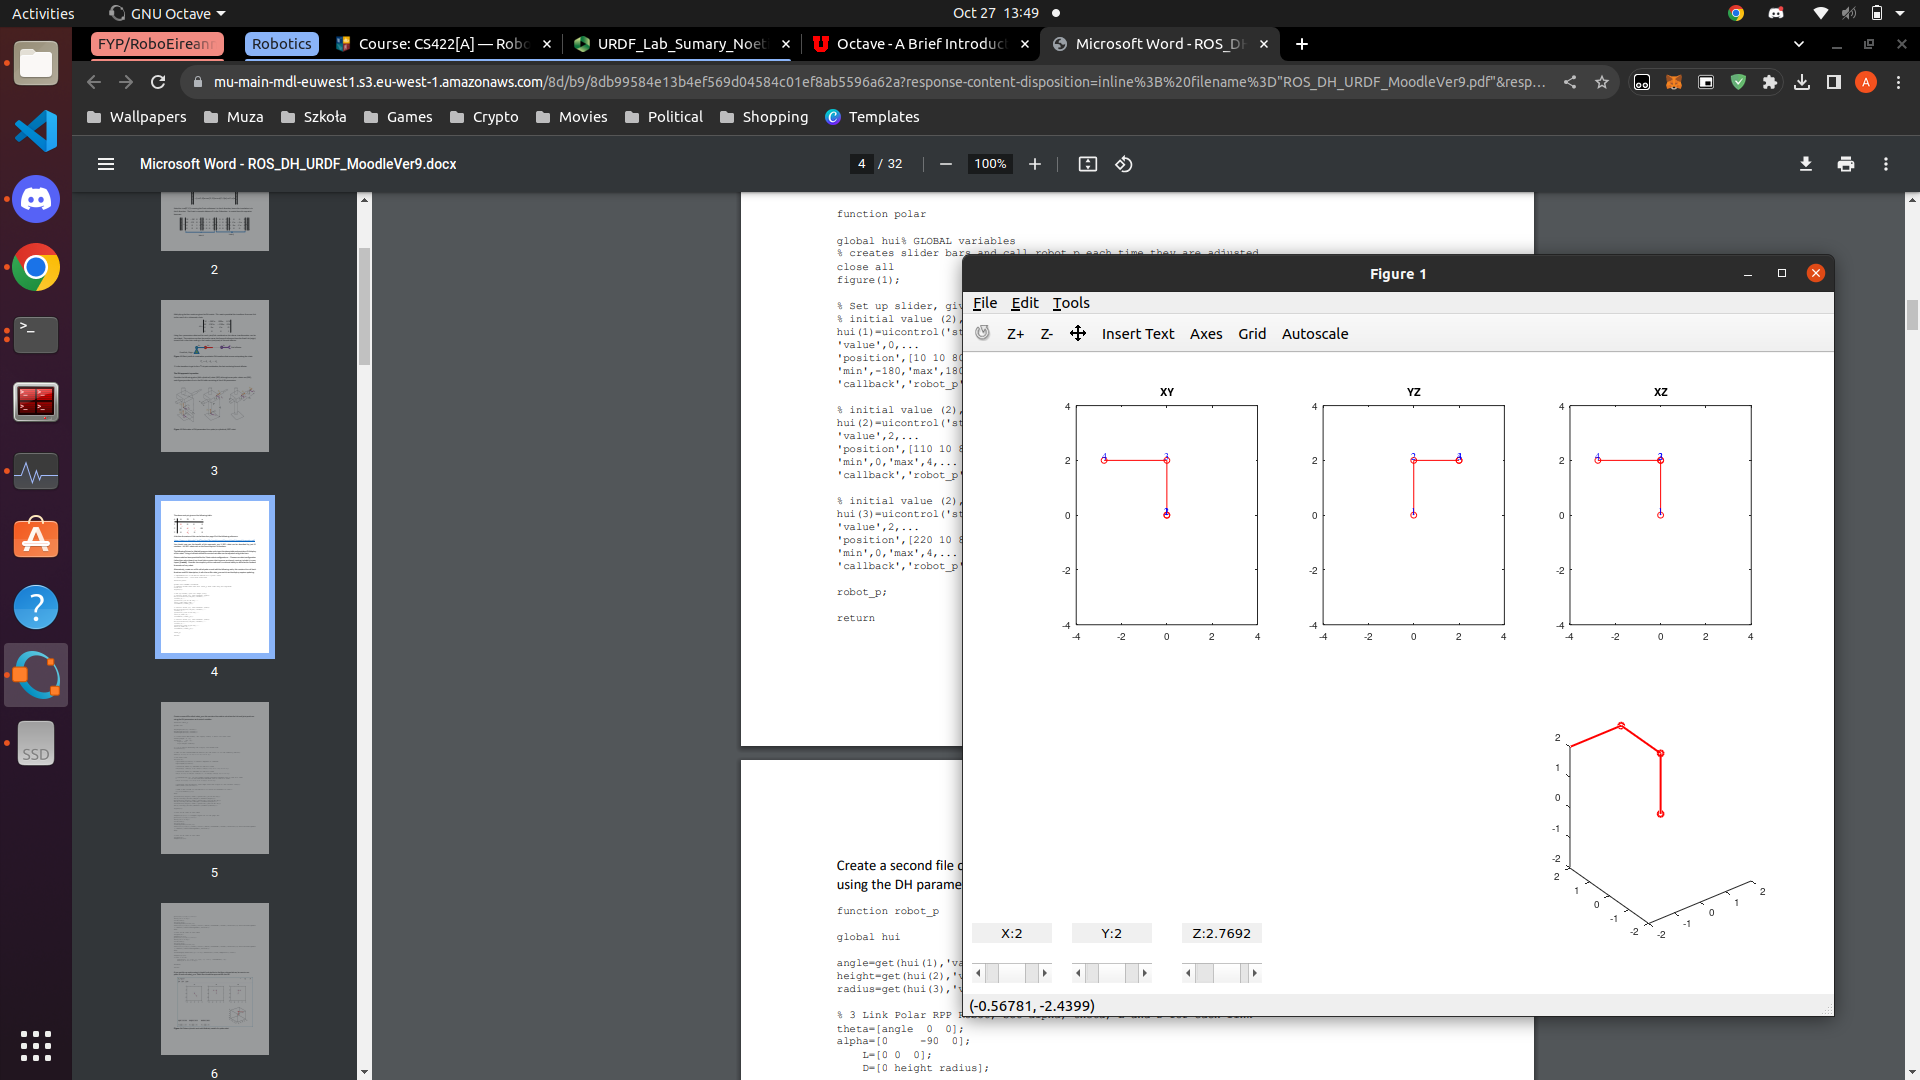 Activities
GNU Octave
Oct 27 13:49
FYP/RoboEireann
Robotics
Course: CS422[A] — Robo
URDF_Lab_Sumary_Noet
Octave - A Brief Introduct
Microsoft Word - ROS_DH
mu-main-mdl-euwest1.s3.eu-west-1.amazonaws.com/8d/b9/8db99584e13b4ef569d04584c01ef8ab5596a62a?response-content-disposition=inline%3B%20filename%3D"ROS_DH_URDF_MoodleVer9.pdf"&resp...
A
Wallpapers
Muza
Szkoła
Games
Crypto
Movies
Political
Shopping
Templates
Microsoft Word - ROS_DH_URDF_MoodleVer9.docx
4 / 32
100%
2
3
4
5
6
SSD
function polar
global hui% GLOBAL variables
% creates slider bars and call robot_p each time they are adjusted
close all
figure(1);
% Set up slider, giv
% initial value (2),
hui(1)=uicontrol('st
'value',0,...
'position',[10 10 80
'min',-180,'max',180
'callback','robot_p'
% initial value (2),
hui(2)=uicontrol('st
'value',2,...
'position',[110 10 8
'min',0,'max',4,...
'callback','robot_p'
% initial value (2),
hui(3)=uicontrol('st
'value',2,...
'position',[220 10 8
'min',0,'max',4,...
'callback','robot_p'
robot_p;
return
Create a second file
using the DH parame
function robot_p
global hui
angle=get(hui(1),'va
height=get(hui(2),'v
radius=get(hui(3),'v
% 3 Link Polar RPP
theta=[angle 0 0];
alpha=[0 -90 0];
L=[0 0 0];
D=[0 height radius];
Figure 1
File Edit Tools
Z+ Z- Insert Text Axes Grid Autoscale
XY
4
2
0
-2
-4
-4 -2 0 2 4
YZ
4
2
0
-2
-4
-4 -2 0 2 4
XZ
4
2
0
-2
-4
-4 -2 0 2 4
2
1
0
-1
-2
2
1
0
-1
-2
-2
-1
0
1
2
X:2
Y:2
Z:2.7692
(-0.56781, -2.4399)